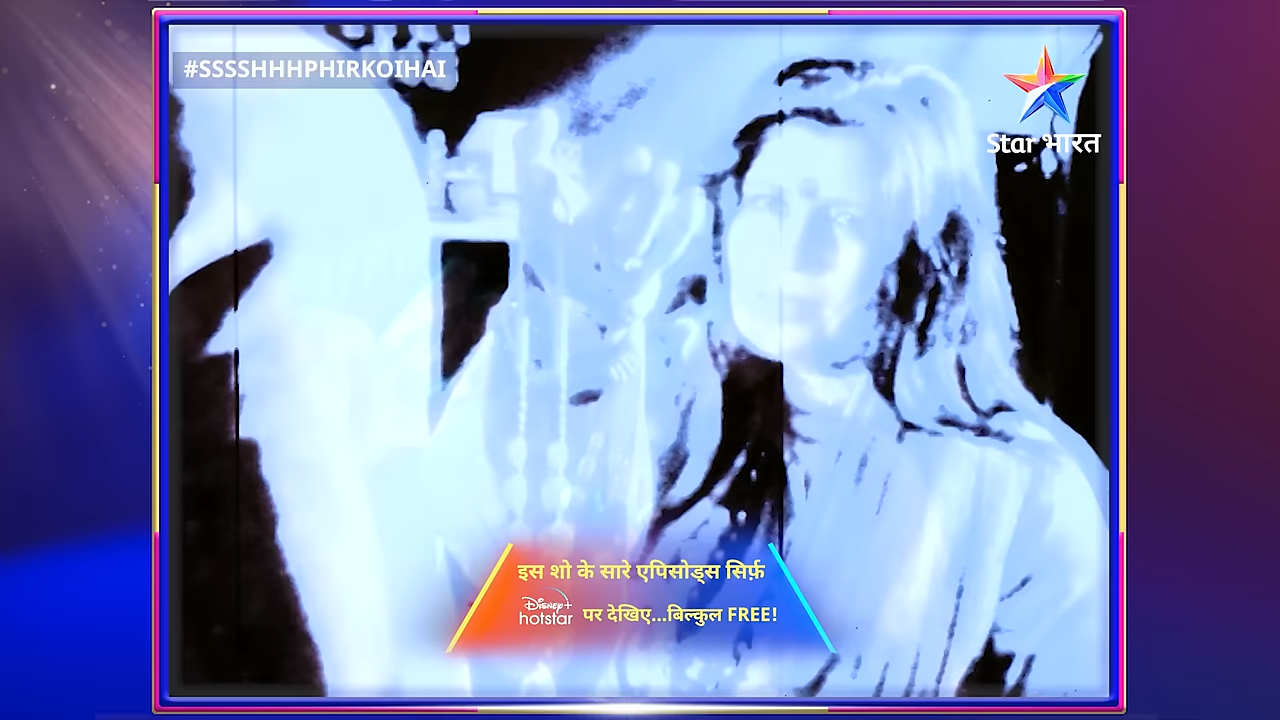 #SSSSHHHPHIRKOIHAI
Star भारत
इस शो के सारे एपिसोड्स सिर्फ़
Disney+
hotstar पर देखिए...बिल्कुल FREE!